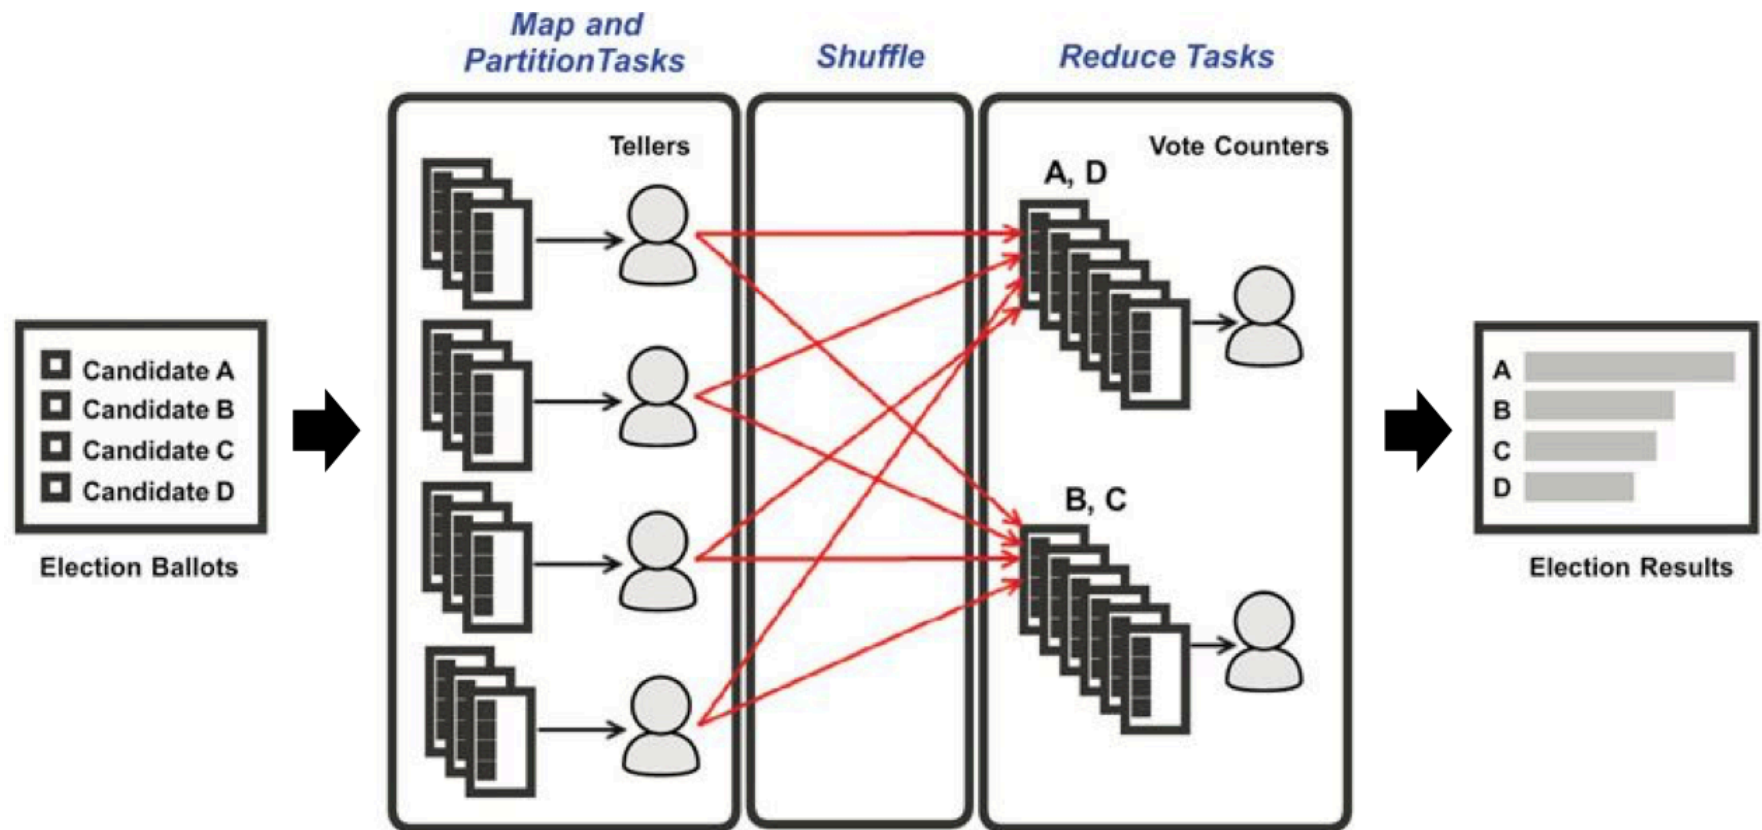 Map and
PartitionTasks
Shuffle
Reduce Tasks
Tellers
Vote Counters
A, D
B, C
Candidate A
Candidate B
Candidate C
Candidate D
Election Ballots
A
B
C
D
Election Results